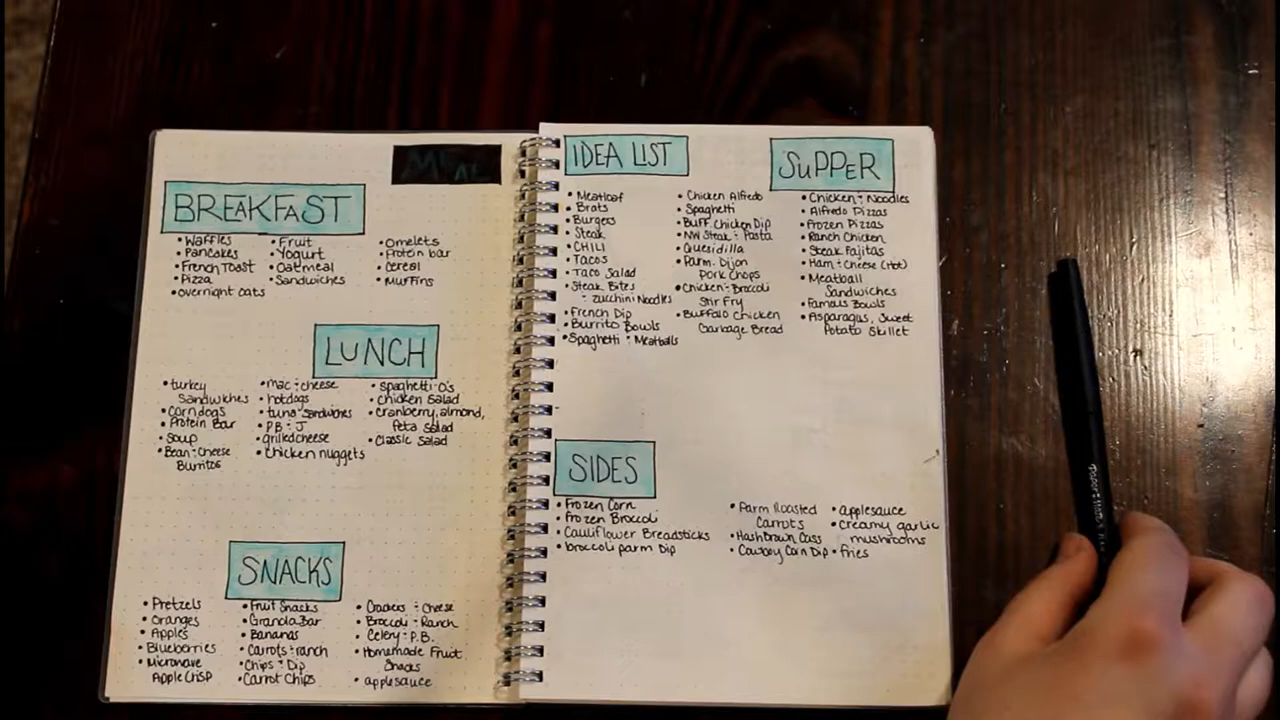 MEAL
BREAKFAST
• Waffles
• Pancakes
• French Toast
• Pizza
• overnight oats
• Fruit
• Yogurt
• Oatmeal
• Sandwiches
• Omelets
• Protein bar
• Cereal
• Muffins
LUNCH
• turkey
Sandwiches
• Corndogs
• Protein Bar
• Soup
• Bean + Cheese
Burritos
• mac + cheese
• hotdogs
• tuna sandwiches
• PB + J
• grilled cheese
• Chicken nuggets
• spaghetti-o's
• chicken salad
• cranberry, almond,
feta salad
• Classic salad
SNACKS
• Pretzels
• Oranges
• Apples
• Blueberries
• Microwave
Apple Crisp
• Fruit Snacks
• Granola Bar
• Bananas
• Carrots + ranch
• Chips + Dip
• Carrot Chips
• Crackers + Cheese
• Broccoli + Ranch
• Celery + P.B.
• Homemade Fruit
Snacks
• applesauce
IDEA LIST
SUPPER
• Meatloaf
• Brats
• Burgers
• Steak
• CHILI
• Tacos
• Taco Salad
• Steak Bites
+ zucchini Noodles
• French Dip
• Burrito Bowls
• Spaghetti + Meatballs
• Chicken Alfredo
• Spaghetti
• Buff Chicken Dip
• NW Steak + Pasta
• Quesidilla
• Parm. Dijon
Pork Chops
• Chicken + Broccoli
Stir Fry
• Buffalo Chicken
Garbage Bread
• Chicken + Noodles
• Alfredo Pizzas
• Frozen Pizzas
• Ranch Chicken
• Steak Fajitas
• Ham + Cheese (Hot)
• Meatball
Sandwiches
• Famous Bowls
• Asparagus, Sweet
Potato Skillet
SIDES
• Frozen Corn
• Frozen Broccoli
• Cauliflower Breadsticks
• broccoli parm Dip
• Parm Roasted
Carrots
• HashBrown Cass
• Cowboy Corn Dip
• applesauce
• creamy garlic
mushrooms
• fries
Paper Mate